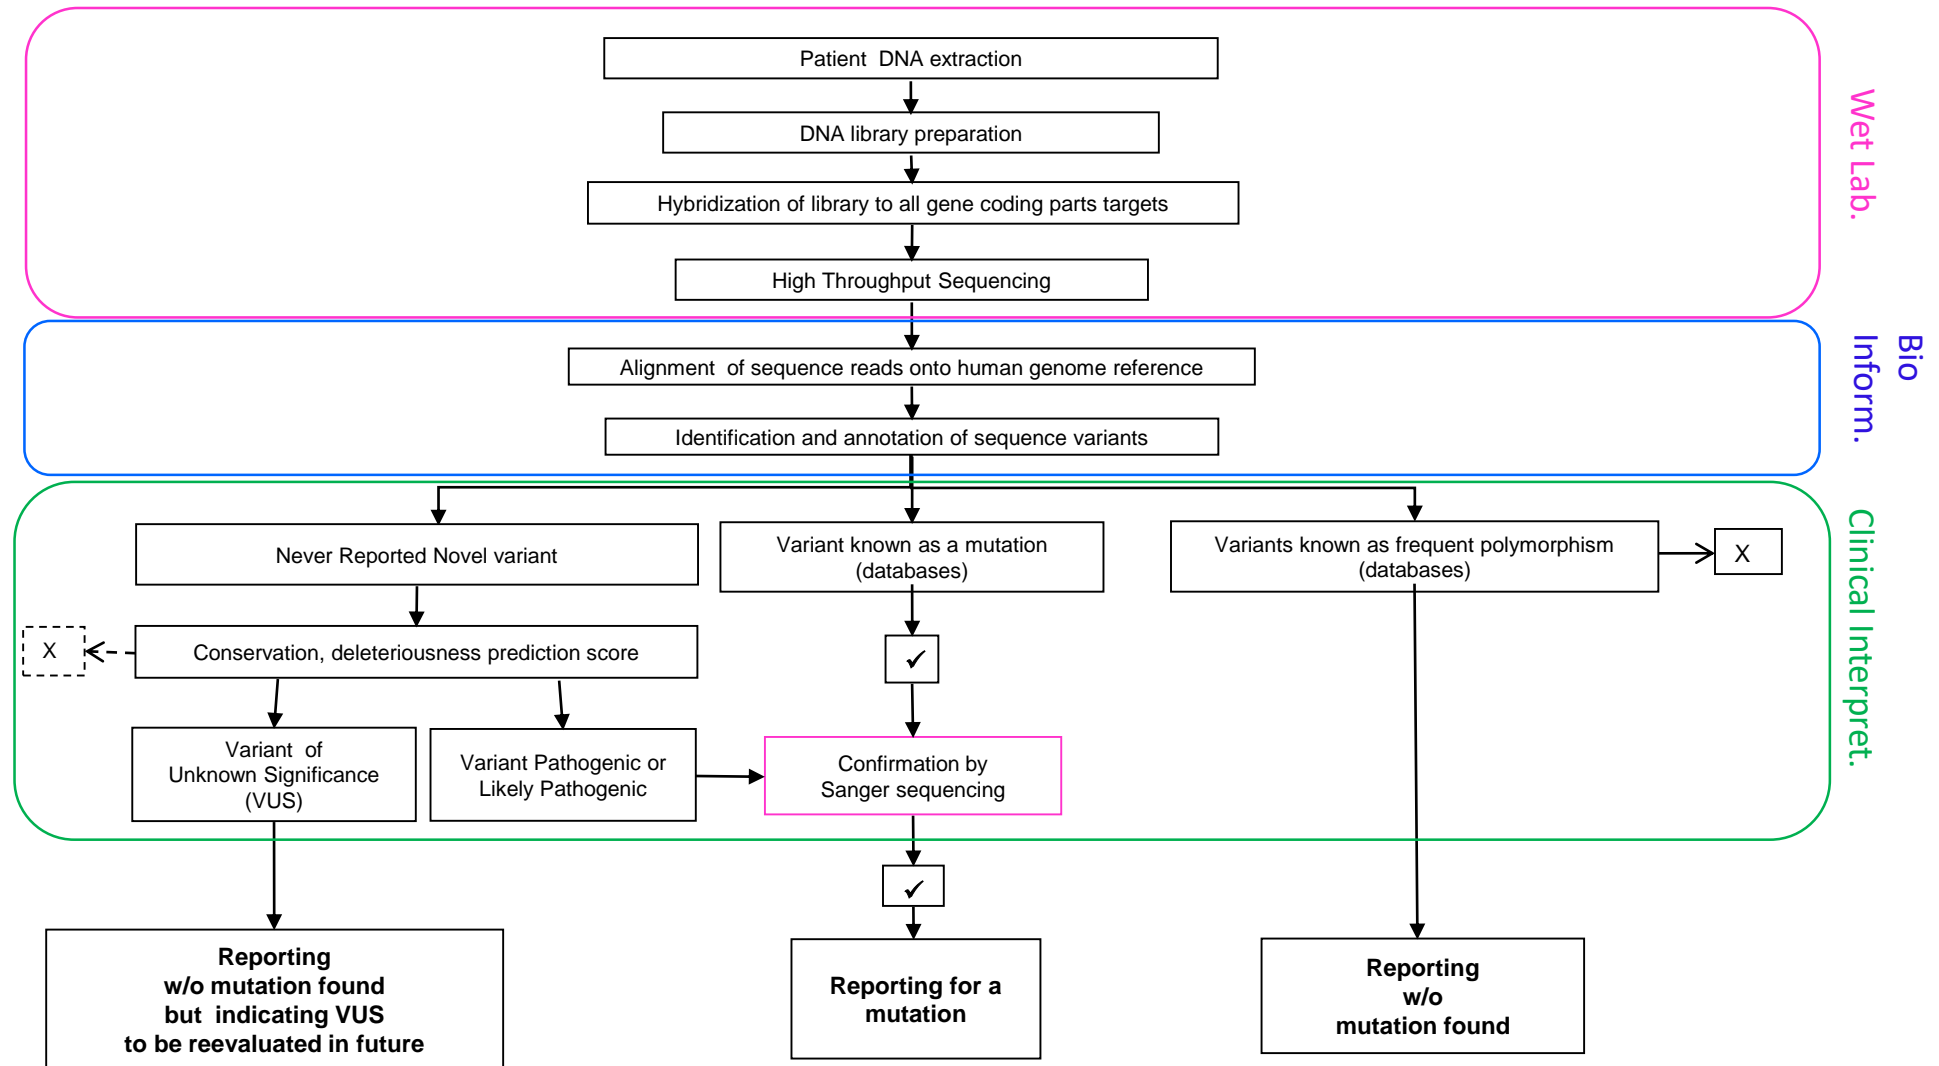 Patient DNA extraction
DNA library preparation
Hybridization of library to all gene coding parts targets
High Throughput Sequencing
Wet Lab.
Alignment of sequence reads onto human genome reference
Identification and annotation of sequence variants
Bio
Inform.
Never Reported Novel variant
Variant known as a mutation
(databases)
Variants known as frequent polymorphism
(databases)
X
X
Conservation, deleteriousness prediction score
✓
Variant of
Unknown Significance
(VUS)
Variant Pathogenic or
Likely Pathogenic
Confirmation by
Sanger sequencing
Clinical Interpret.
✓
Reporting
w/o mutation found
but indicating VUS
to be reevaluated in future
Reporting for a
mutation
Reporting
w/o
mutation found